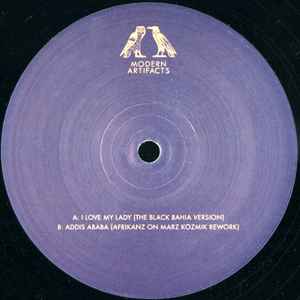 MODERN
ARTIFACTS
A: I LOVE MY LADY (THE BLACK BAHIA VERSION)
B: ADDIS ABABA (AFRIKANZ ON MARZ KOZMIK REWORK)